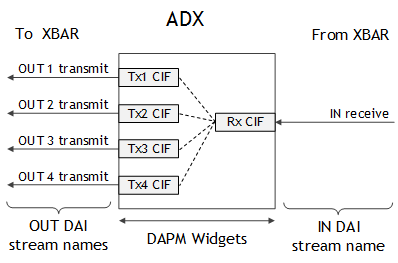 ADX
To XBAR
From XBAR
OUT 1 transmit
Tx1 CIF
OUT 2 transmit
Tx2 CIF
Rx CIF
IN receive
OUT 3 transmit
Tx3 CIF
OUT 4 transmit
Tx4 CIF
OUT DAI
stream names
DAPM Widgets
IN DAI
stream name